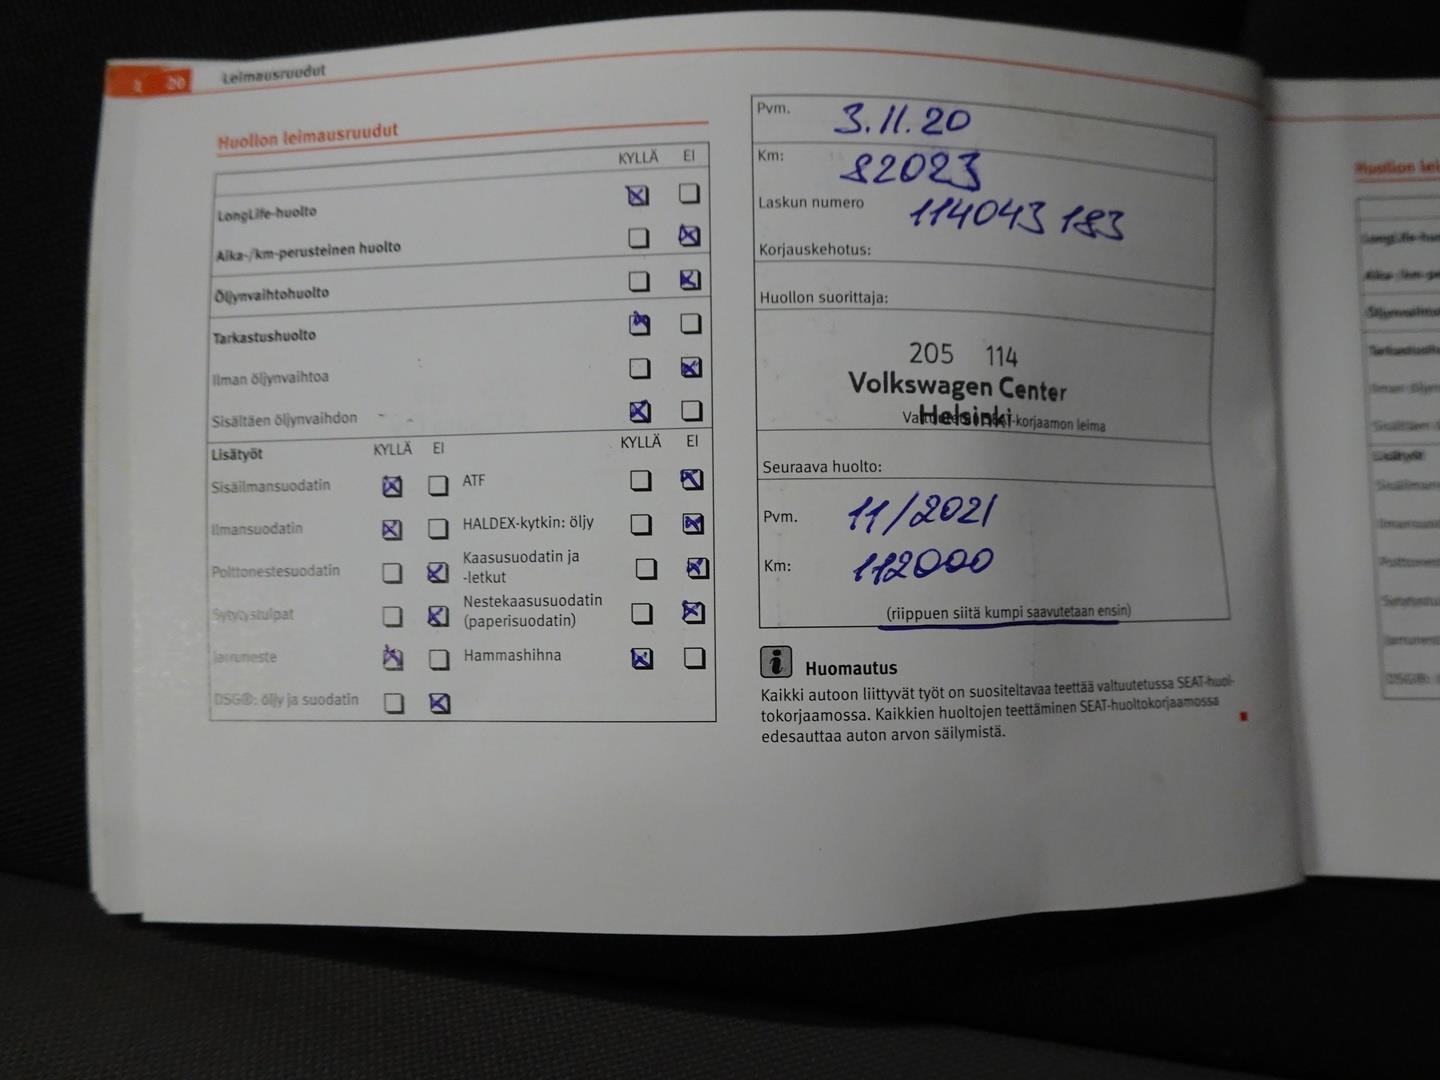 20 Leimausruudut
Huollon leimausruudut
KYLLÄ EI
LongLife-huolto
Aika-/km-perusteinen huolto
Öljynvaihtohuolto
Tarkastushuolto
Ilman öljynvaihtoa
Sisältäen öljynvaihdon
Lisätyöt KYLLÄ EI KYLLÄ EI
Sisäilmansuodatin ATF
Ilmansuodatin HALDEX-kytkin: öljy
Polttonestesuodatin Kaasusuodatin ja
-letkut
Sytytystulpat Nestekaasusuodatin
(paperisuodatin)
Jarruneste Hammashihna
DSG®: öljy ja suodatin
Pvm. 3.11.20
Km: 82023
Laskun numero 114043 183
Korjauskehotus:
Huollon suorittaja:
205 114
Volkswagen Center
Helsinki
SEAT-korjaamon leima
Seuraava huolto:
Pvm. 11/2021
Km: 112000
(riippuen siitä kumpi saavutetaan ensin)
i Huomautus
Kaikki autoon liittyvät työt on suositeltavaa teettää valtuutetussa SEAT-huol-
tokorjaamossa. Kaikkien huoltojen teettäminen SEAT-huoltokorjaamossa
edesauttaa auton arvon säilymistä.